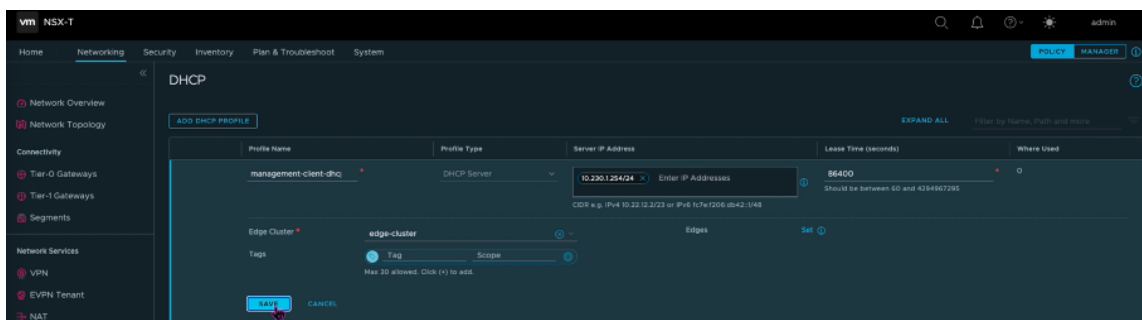 vm NSX-T admin
Home Networking Security Inventory Plan & Troubleshoot System POLICY MANAGER
DHCP
Network Overview
Network Topology
ADD DHCP PROFILE EXPAND ALL Filter by Name, Path and more
Connectivity Profile Name Profile Type Server IP Address Lease Time (seconds) Where Used
Tier-0 Gateways management-client-dhc * DHCP Server 10.230.1.254/24 × Enter IP Addresses 86400 * 0
Should be between 60 and 4294967295
Tier-1 Gateways
CIDR e.g. IPv4 10.22.12.2/23 or IPv6 fc7e:f206:db42::1/48
Segments
Edge Cluster * edge-cluster Edges Set
Network Services
Tags Tag Scope
Max 30 allowed. Click (+) to add.
VPN
EVPN Tenant
SAVE CANCEL
NAT